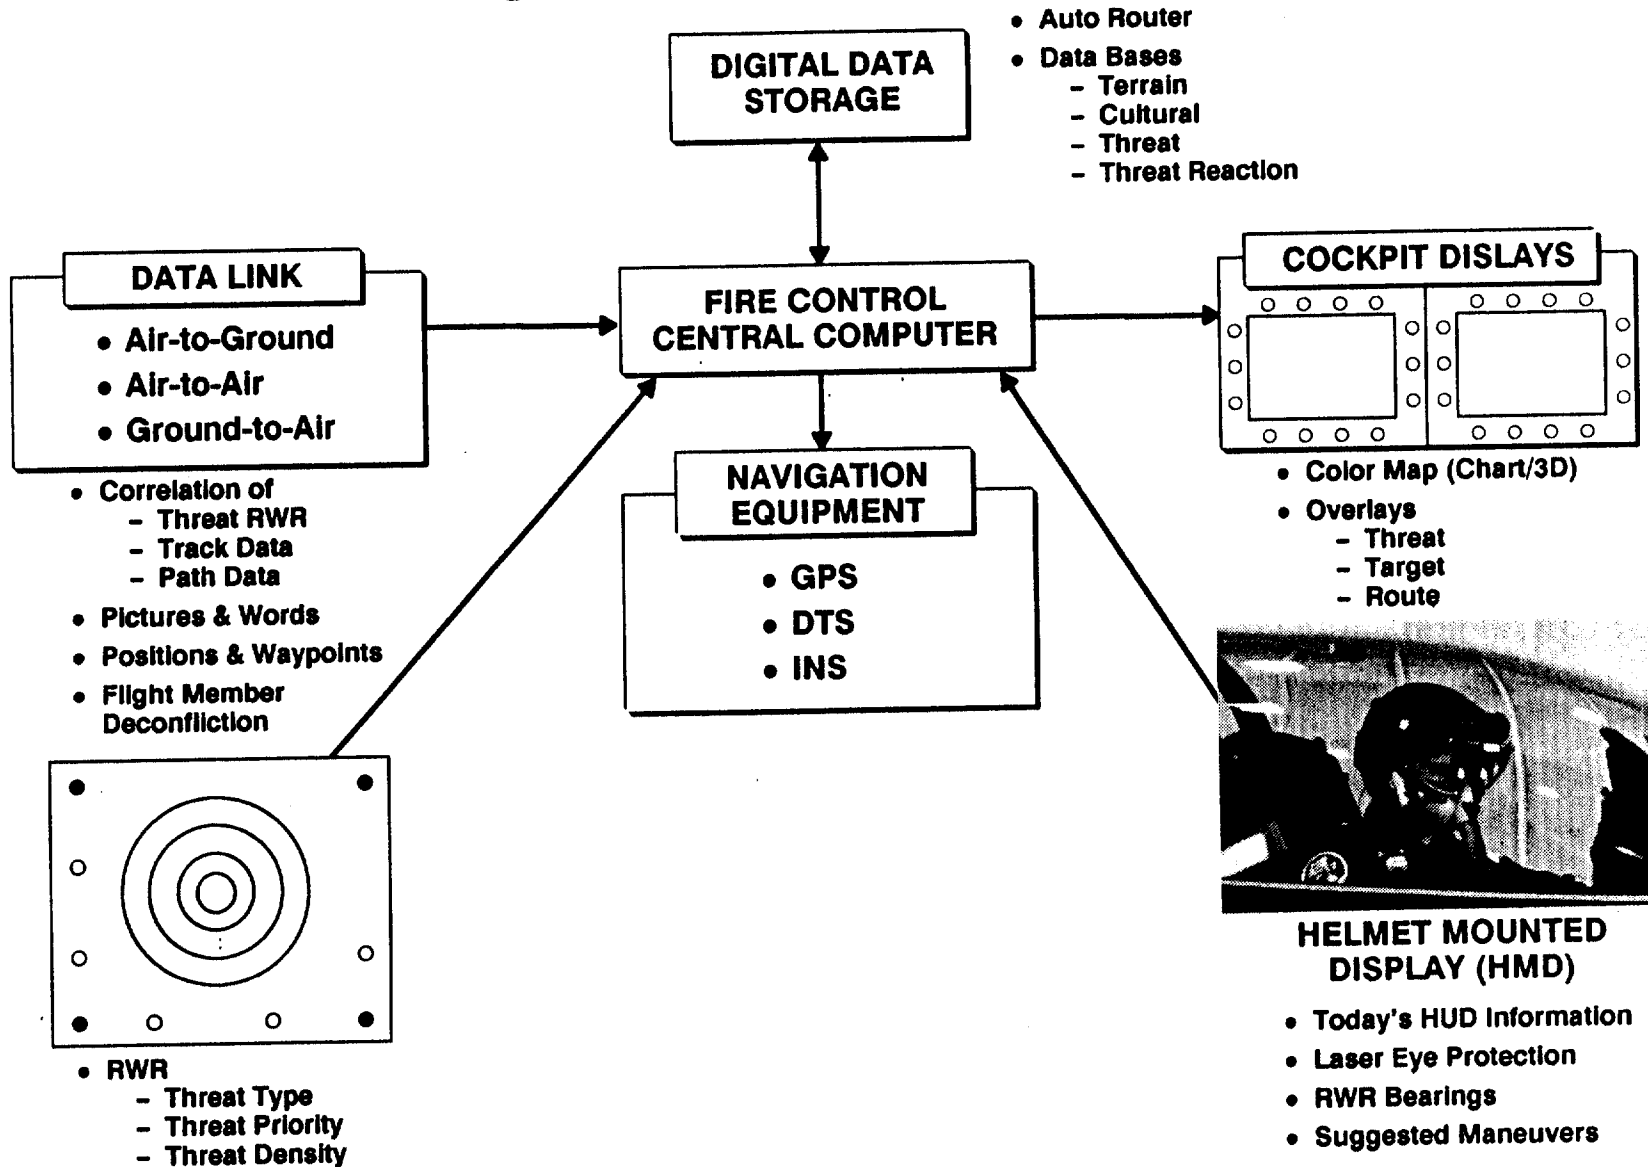 • Auto Router
• Data Bases
– Terrain
– Cultural
– Threat
– Threat Reaction
DIGITAL DATA
STORAGE
DATA LINK
• Air-to-Ground
• Air-to-Air
• Ground-to-Air
• Correlation of
– Threat RWR
– Track Data
– Path Data
• Pictures & Words
• Positions & Waypoints
• Flight Member
Deconfliction
FIRE CONTROL
CENTRAL COMPUTER
NAVIGATION
EQUIPMENT
• GPS
• DTS
• INS
COCKPIT DISLAYS
• Color Map (Chart/3D)
• Overlays
– Threat
– Target
– Route
• RWR
– Threat Type
– Threat Priority
– Threat Density
HELMET MOUNTED
DISPLAY (HMD)
• Today's HUD Information
• Laser Eye Protection
• RWR Bearings
• Suggested Maneuvers